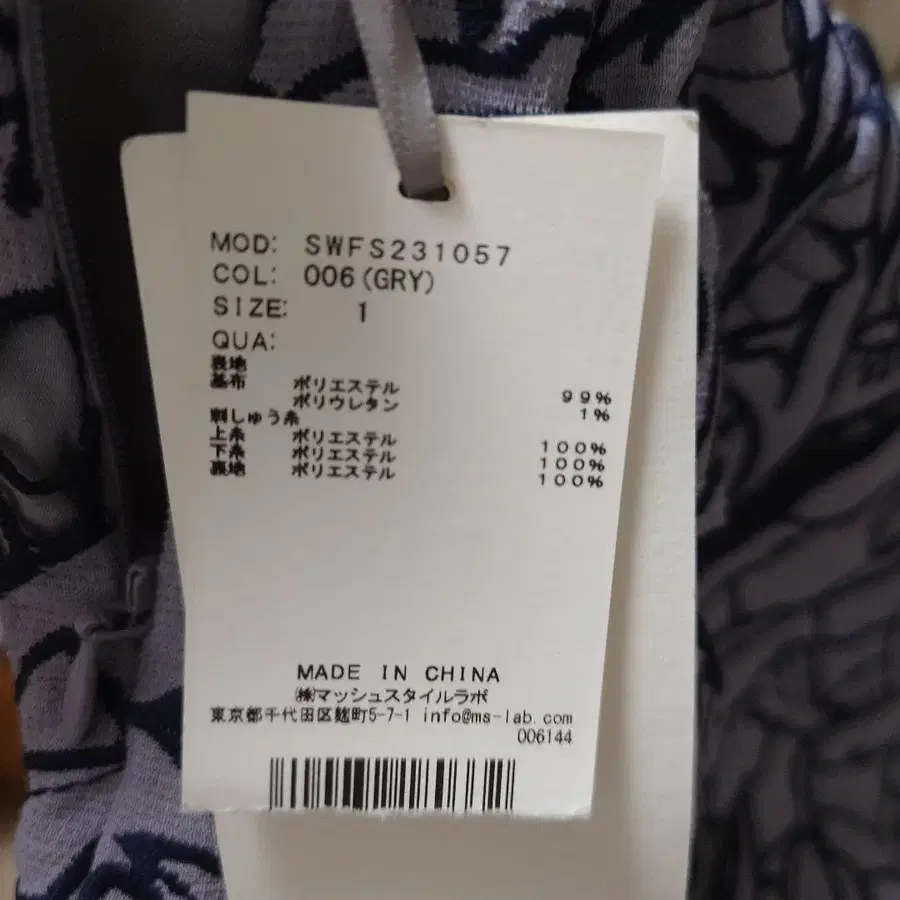 MOD: SWFS231057
COL: 006(GRY)
SIZE: 1
QUA:
表地
基布 ポリエステル 99%
ポリウレタン 1%
刺しゅう糸
上糸 ポリエステル 100%
下糸 ポリエステル 100%
裏地 ポリエステル 100%
MADE IN CHINA
㈱マッシュスタイルラボ
東京都千代田区麹町5-7-1 info@ms-lab.com
006144